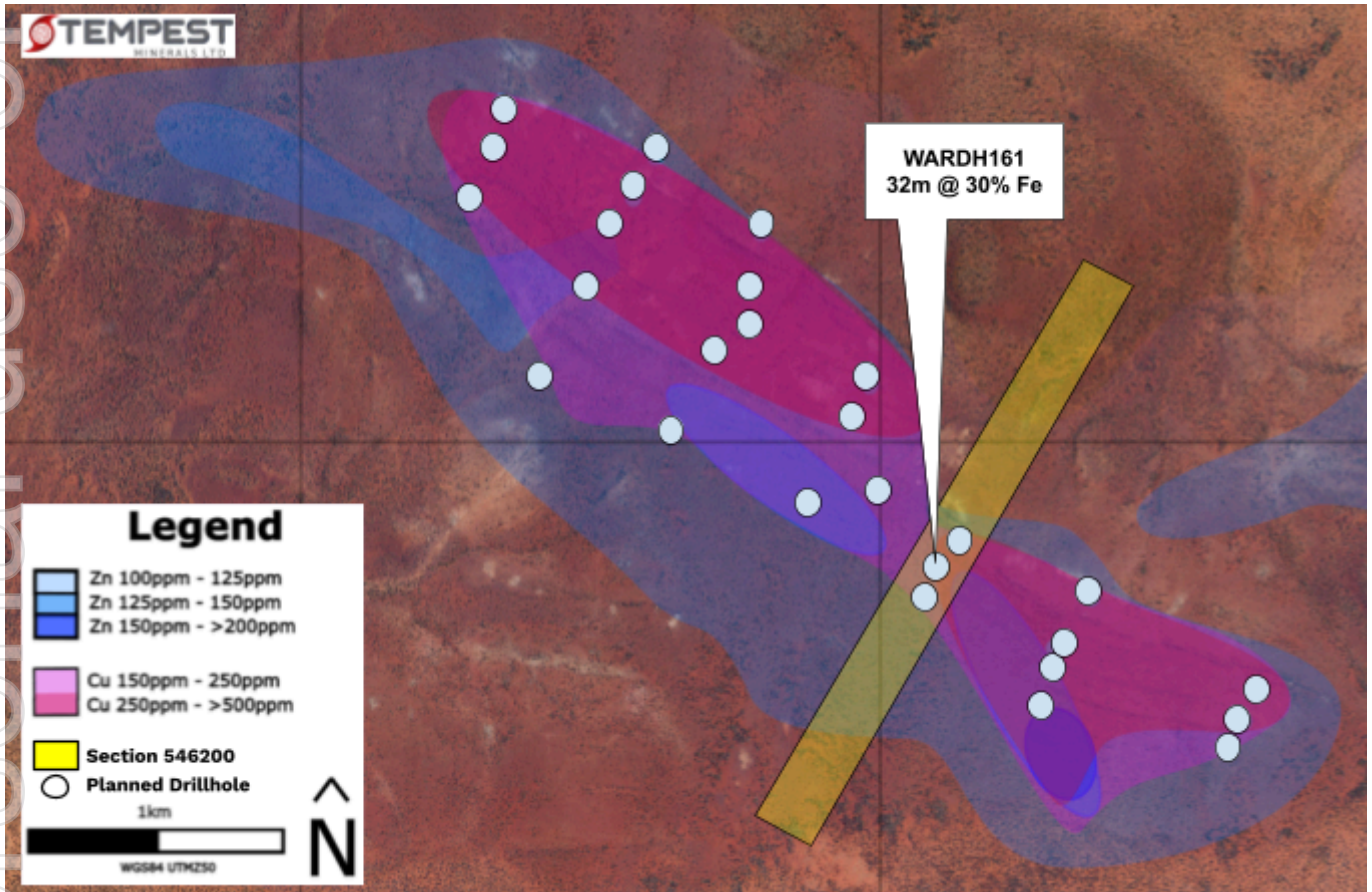 TEMPEST
MINERALS LTD
WARDH161
32m @ 30% Fe
Legend
Zn 100ppm - 125ppm
Zn 125ppm - 150ppm
Zn 150ppm - >200ppm
Cu 150ppm - 250ppm
Cu 250ppm - >500ppm
Section 546200
Planned Drillhole
1km
WGS84 UTMZ50
N